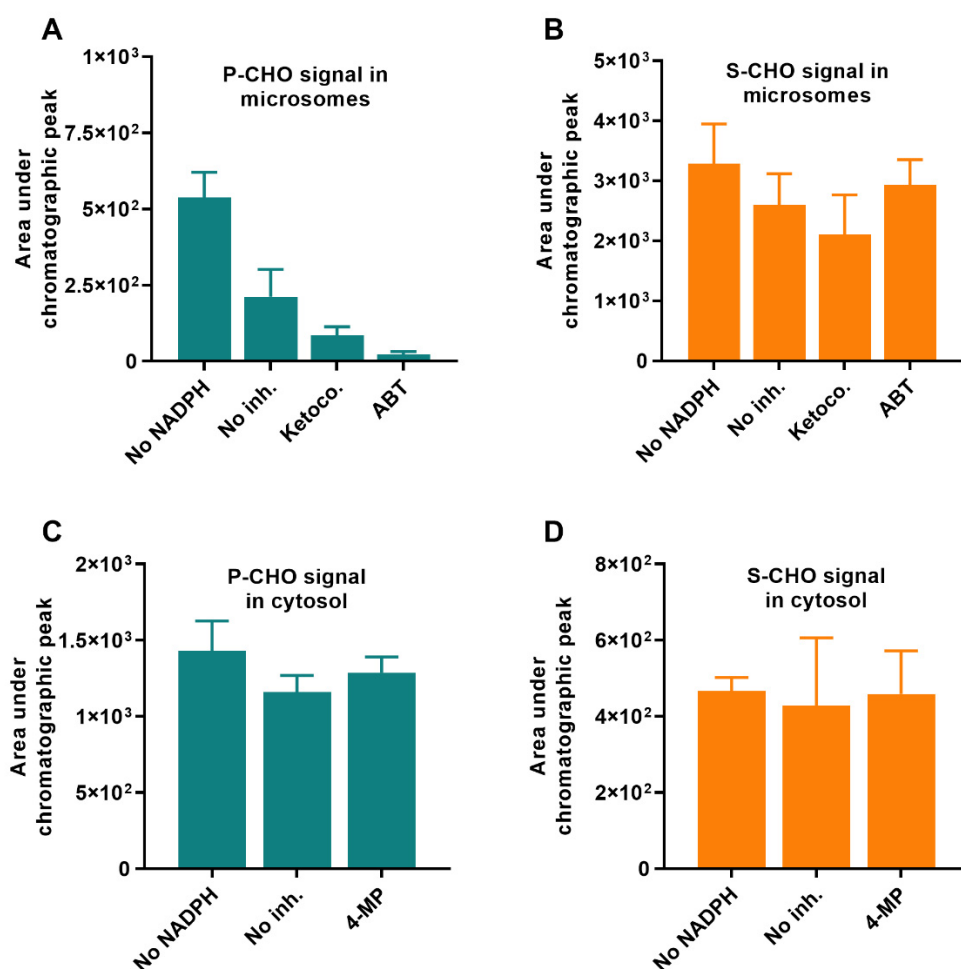 A
P-CHO signal in
microsomes
Area under
chromatographic peak
1×10³
7.5×10²
5×10²
2.5×10²
0
No NADPH
No inh.
Ketoco.
ABT
B
S-CHO signal in
microsomes
Area under
chromatographic peak
5×10³
4×10³
3×10³
2×10³
1×10³
0
No NADPH
No inh.
Ketoco.
ABT
C
P-CHO signal
in cytosol
Area under
chromatographic peak
2×10³
1.5×10³
1×10³
5×10²
0
No NADPH
No inh.
4-MP
D
S-CHO signal
in cytosol
Area under
chromatographic peak
8×10²
6×10²
4×10²
2×10²
0
No NADPH
No inh.
4-MP